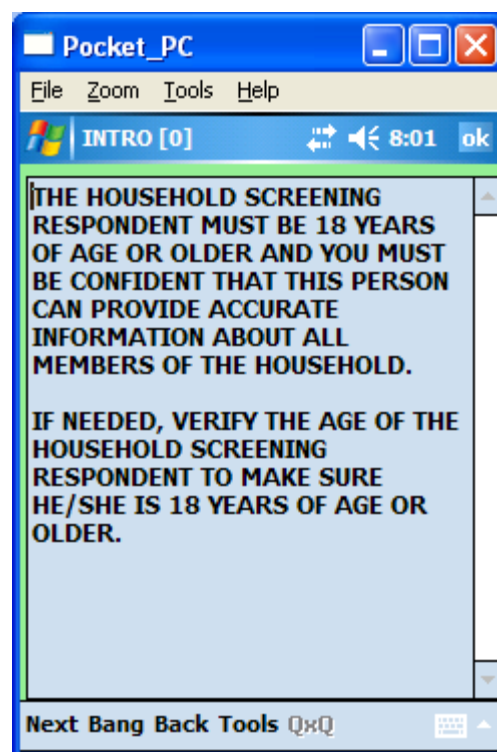 Pocket_PC
File Zoom Tools Help
INTRO [0] 8:01 ok
THE HOUSEHOLD SCREENING
RESPONDENT MUST BE 18 YEARS
OF AGE OR OLDER AND YOU MUST
BE CONFIDENT THAT THIS PERSON
CAN PROVIDE ACCURATE
INFORMATION ABOUT ALL
MEMBERS OF THE HOUSEHOLD.
IF NEEDED, VERIFY THE AGE OF THE
HOUSEHOLD SCREENING
RESPONDENT TO MAKE SURE
HE/SHE IS 18 YEARS OF AGE OR
OLDER.
Next Bang Back Tools QxQ